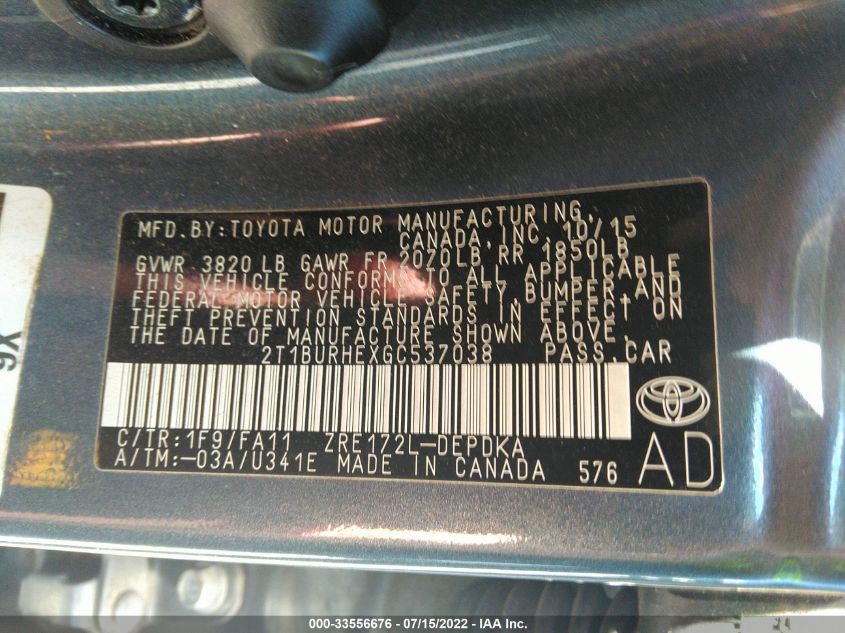 MFD. BY: TOYOTA MOTOR MANUFACTURING,
CANADA, INC. 10/15
GVWR 3820 LB GAWR FR 2070LB RR 1850LB
THIS VEHICLE CONFORMS TO ALL APPLICABLE
FEDERAL MOTOR VEHICLE SAFETY, BUMPER, AND
THEFT PREVENTION STANDARDS IN EFFECT ON
THE DATE OF MANUFACTURE SHOWN ABOVE.
2T1BURHEXGC537038 PASS. CAR
C/TR: 1F9/FA11 ZRE172L-DEPDKA
A/TM: -03A/U341E MADE IN CANADA 576
AD
9X
000-33556676 - 07/15/2022 - IAA Inc.